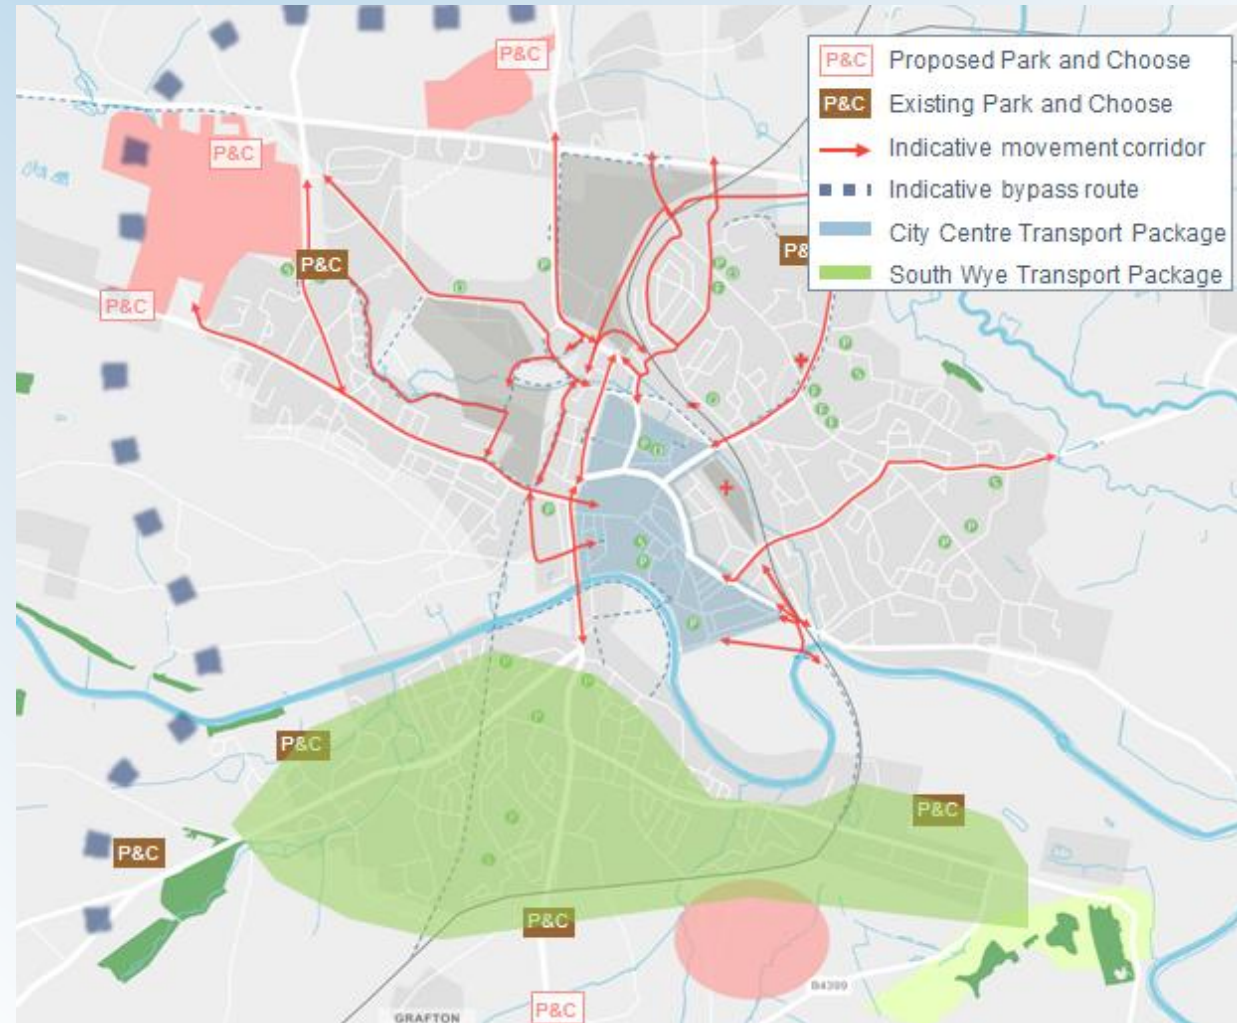 P&C Proposed Park and Choose
P&C Existing Park and Choose
Indicative movement corridor
Indicative bypass route
City Centre Transport Package
South Wye Transport Package
P&C
P&C
P&C
P&C
P&C
P&C
P&C
P&C
P&C
B4399
P&C
GRAFTON